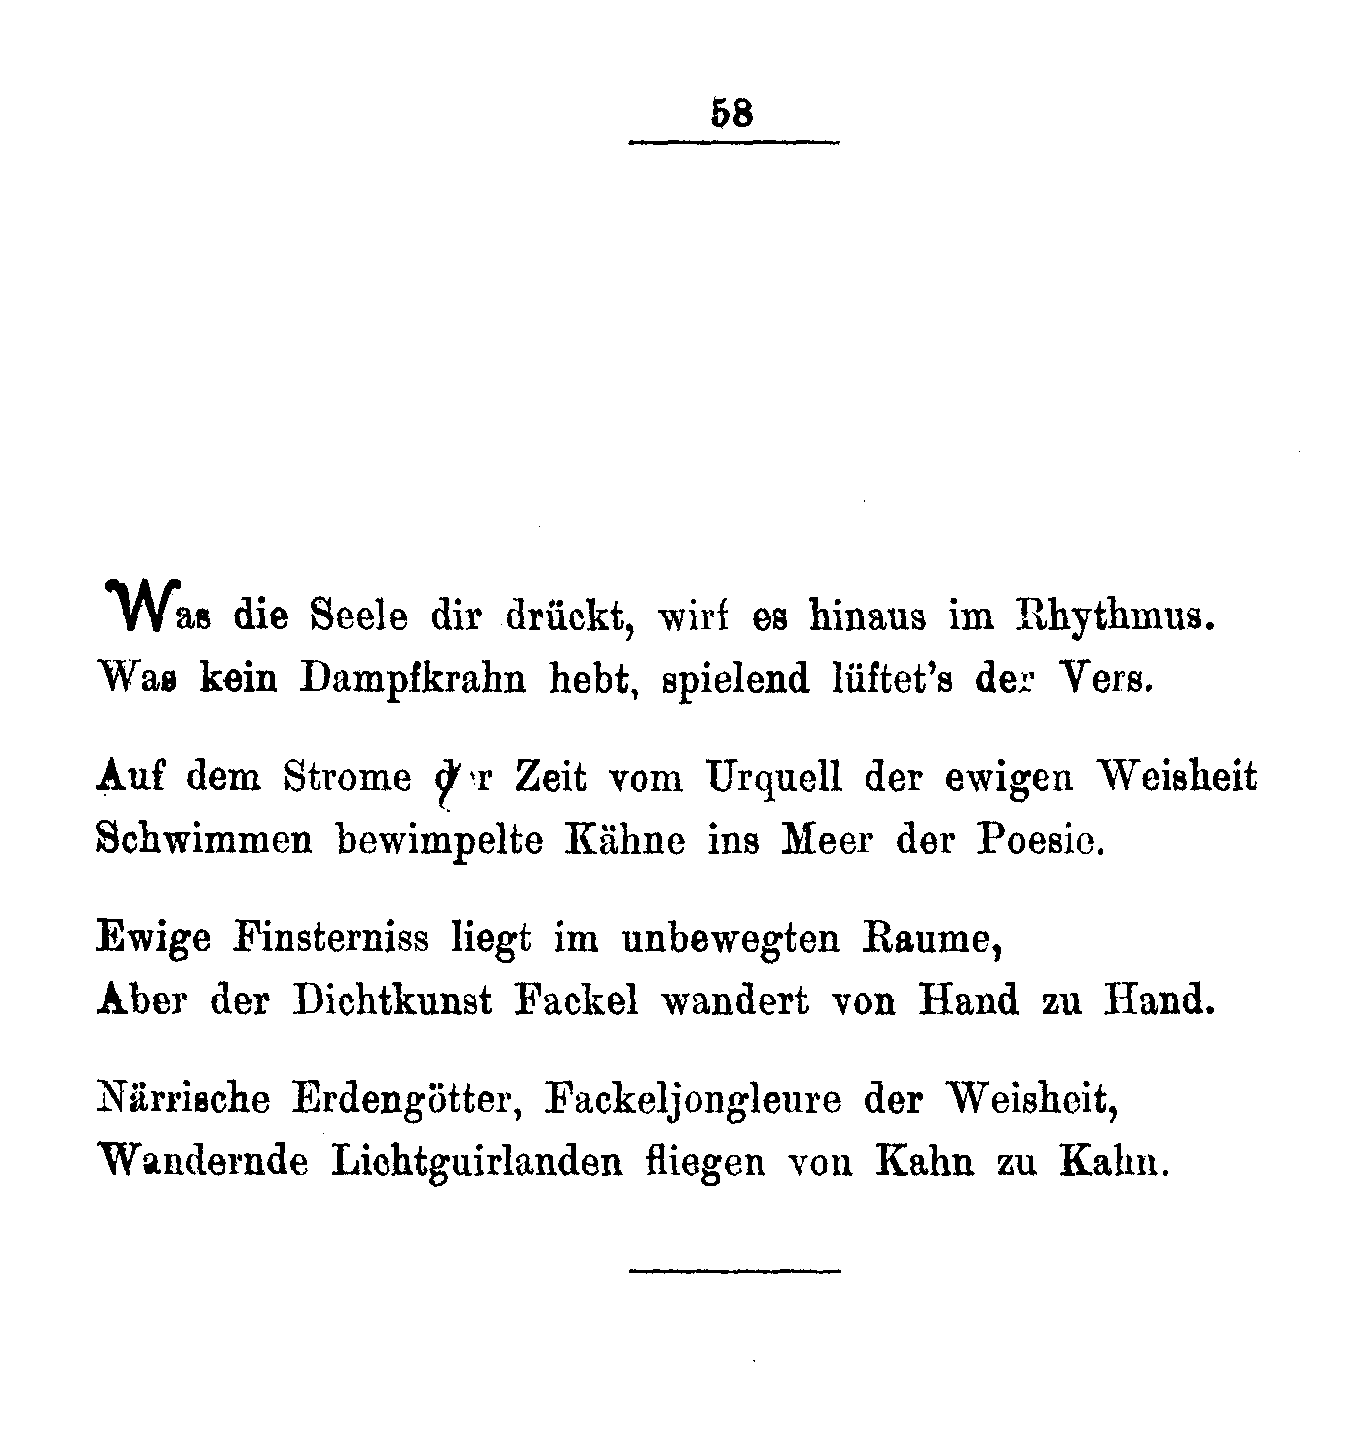 58
Was die Seele dir drückt, wirf es hinaus im Rhythmus.
Was kein Dampfkrahn hebt, spielend lüftet's der Vers.
Auf dem Strome der Zeit vom Urquell der ewigen Weisheit
Schwimmen bewimpelte Kähne ins Meer der Poesie.
Ewige Finsterniss liegt im unbewegten Raume,
Aber der Dichtkunst Fackel wandert von Hand zu Hand.
Närrische Erdengötter, Fackeljongleure der Weisheit,
Wandernde Lichtguirlanden fliegen von Kahn zu Kahn.